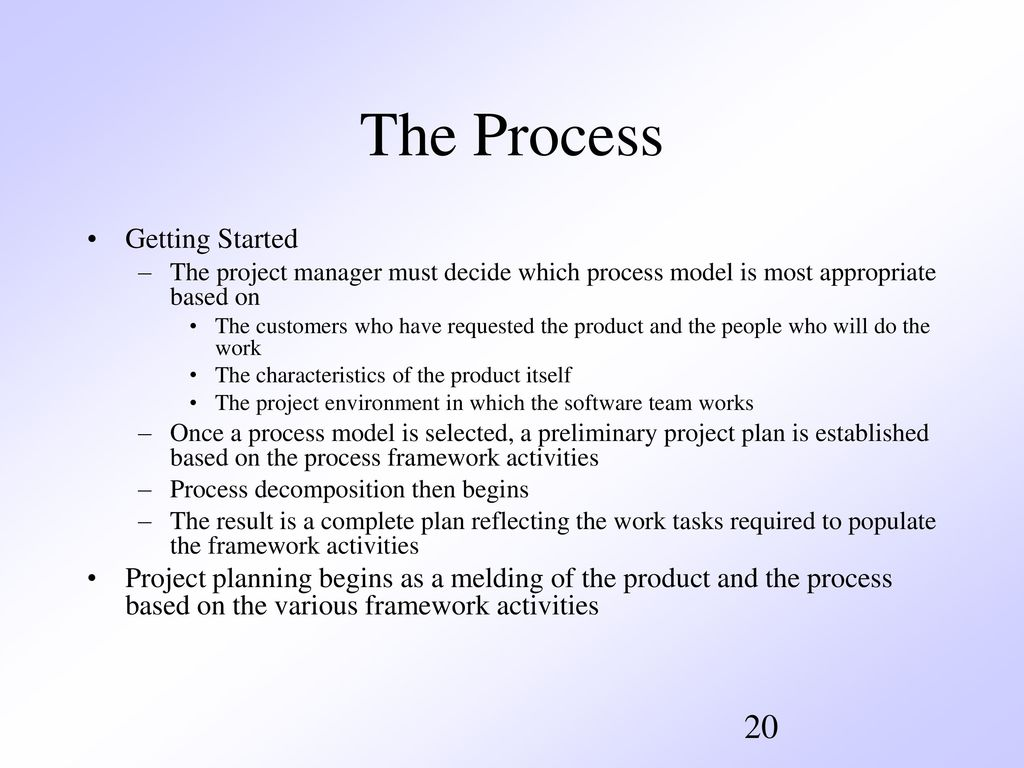 The Process
• Getting Started
– The project manager must decide which process model is most appropriate
based on
• The customers who have requested the product and the people who will do the
work
• The characteristics of the product itself
• The project environment in which the software team works
– Once a process model is selected, a preliminary project plan is established
based on the process framework activities
– Process decomposition then begins
– The result is a complete plan reflecting the work tasks required to populate
the framework activities
• Project planning begins as a melding of the product and the process
based on the various framework activities
20